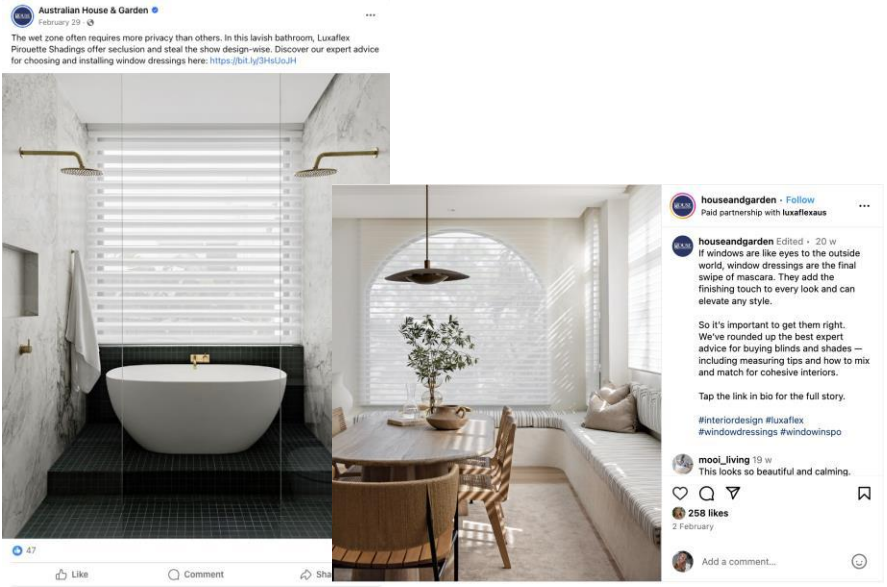 Australian House & Garden
February 29
The wet zone often requires more privacy than others. In this lavish bathroom, Luxaflex
Pirouette Shadings offer seclusion and steal the show design-wise. Discover our expert advice
for choosing and installing window dressings here: https://bit.ly/3HsUoJH
47
Like
Comment
Sha
houseandgarden • Follow
Paid partnership with luxaflexaus
houseandgarden Edited • 20 w
If windows are like eyes to the outside
world, window dressings are the final
swipe of mascara. They add the
finishing touch to every look and can
elevate any style.
So it's important to get them right.
We've rounded up the best expert
advice for buying blinds and shades —
including measuring tips and how to mix
and match for cohesive interiors.
Tap the link in bio for the full story.
#interiordesign #luxaflex
#windowdressings #windowinspo
mooi_living 19 w
This looks so beautiful and calming.
258 likes
2 February
Add a comment...